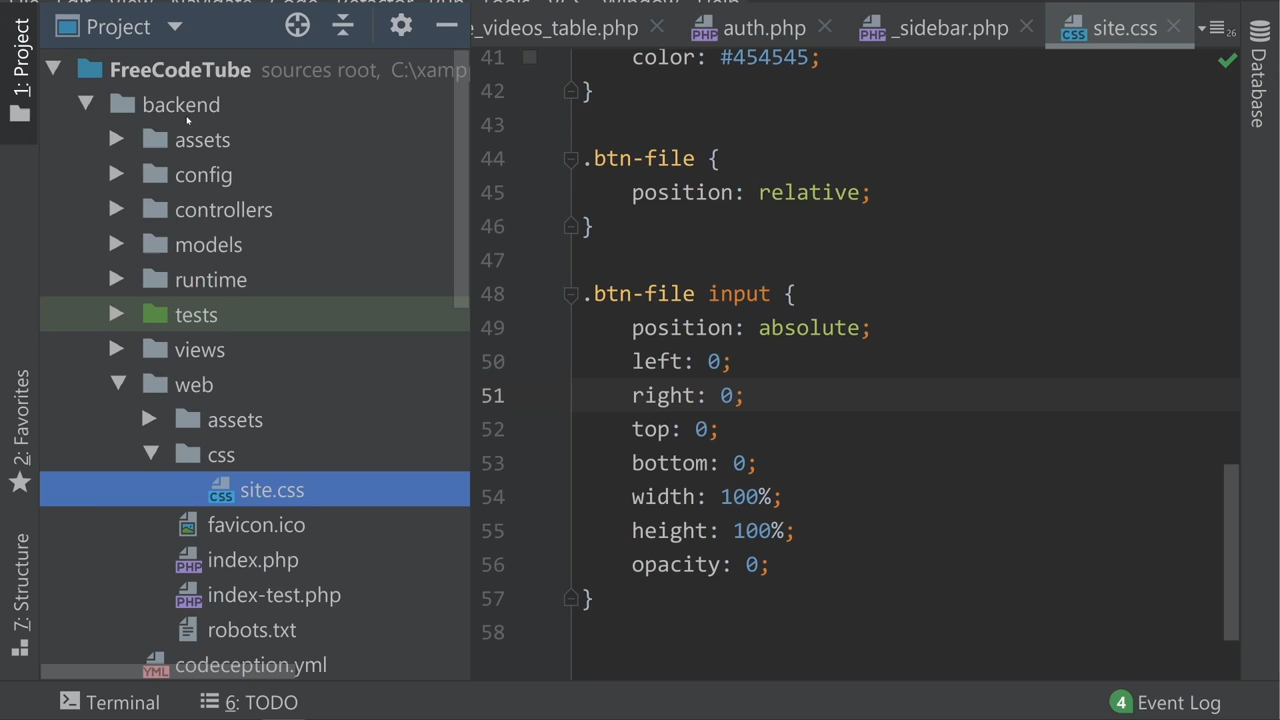 Project
e_videos_table.php
auth.php
_sidebar.php
site.css
26
1: Project
2: Favorites
7: Structure
Database
FreeCodeTube sources root, C:\xamp
backend
assets
config
controllers
models
runtime
tests
views
web
assets
css
site.css
favicon.ico
index.php
index-test.php
robots.txt
codeception.yml
41 color: #454545;
42 }
43
44 .btn-file {
45 position: relative;
46 }
47
48 .btn-file input {
49 position: absolute;
50 left: 0;
51 right: 0;
52 top: 0;
53 bottom: 0;
54 width: 100%;
55 height: 100%;
56 opacity: 0;
57 }
58
Terminal
6: TODO
4 Event Log